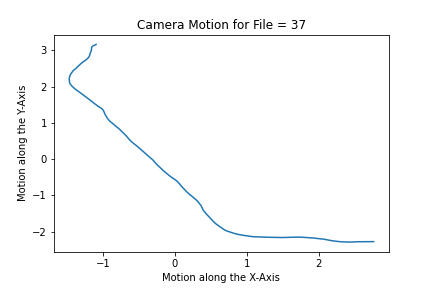 Camera Motion for File = 37
3
2
1
0
−1
−2
Motion along the Y-Axis
−1 0 1 2
Motion along the X-Axis